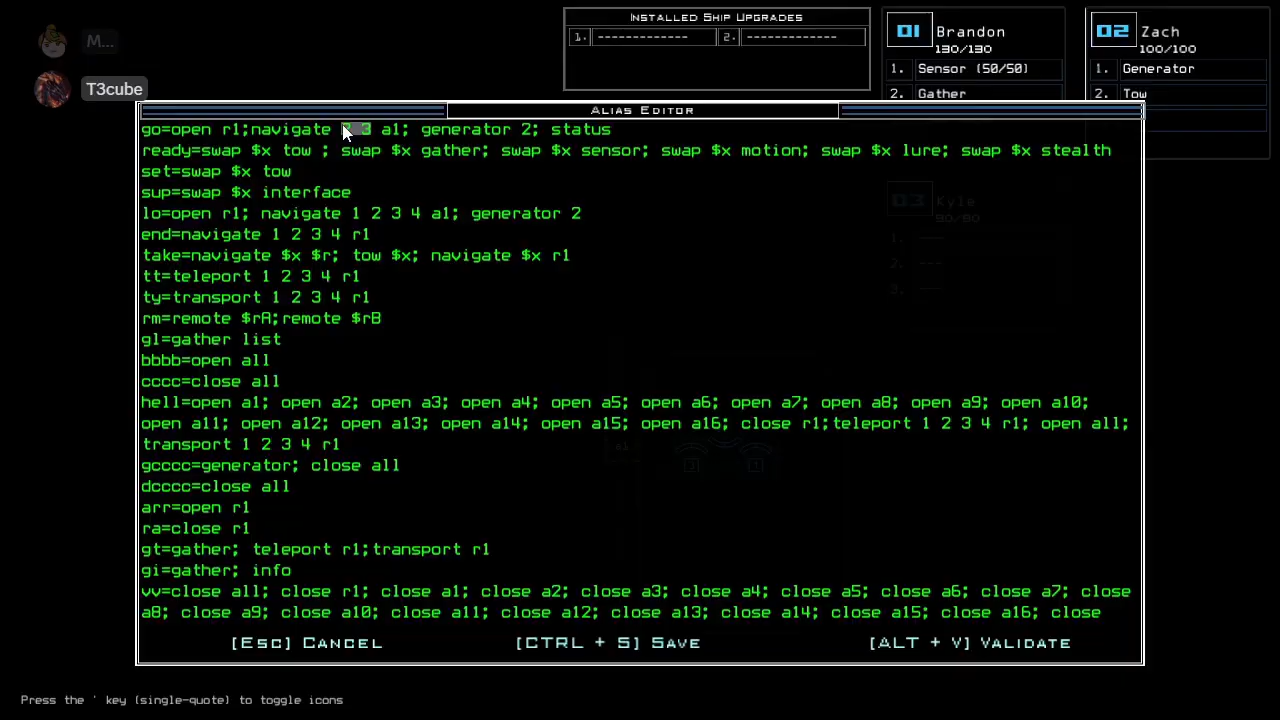 M...
T3cube
Installed Ship Upgrades
1. ------------- 2. -------------
01 Brandon
130/130
1. Sensor (50/50)
2. Gather
02 Zach
100/100
1. Generator
2. Tow
Alias Editor
go=open r1;navigate 2 3 a1; generator 2; status
ready=swap $x tow ; swap $x gather; swap $x sensor; swap $x motion; swap $x lure; swap $x stealth
set=swap $x tow
sup=swap $x interface
lo=open r1; navigate 1 2 3 4 a1; generator 2
end=navigate 1 2 3 4 r1
take=navigate $x $r; tow $x; navigate $x r1
tt=teleport 1 2 3 4 r1
ty=transport 1 2 3 4 r1
rm=remote $rA;remote $rB
gl=gather list
bbbb=open all
cccc=close all
hell=open a1; open a2; open a3; open a4; open a5; open a6; open a7; open a8; open a9; open a10;
open a11; open a12; open a13; open a14; open a15; open a16; close r1;teleport 1 2 3 4 r1; open all;
transport 1 2 3 4 r1
gcccc=generator; close all
dcccc=close all
arr=open r1
ra=close r1
gt=gather; teleport r1;transport r1
gi=gather; info
vv=close all; close r1; close a1; close a2; close a3; close a4; close a5; close a6; close a7; close
a8; close a9; close a10; close a11; close a12; close a13; close a14; close a15; close a16; close
[Esc] Cancel [CTRL + S] Save [ALT + V] Validate
03 Kyle
90/90
1. ---
2. ---
3. ---
a1
Press the ' key (single-quote) to toggle icons